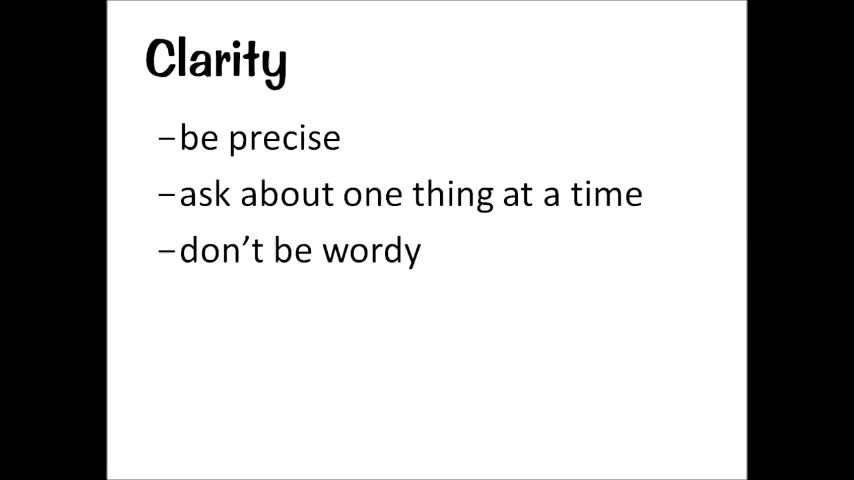 Clarity
–be precise
–ask about one thing at a time
–don’t be wordy